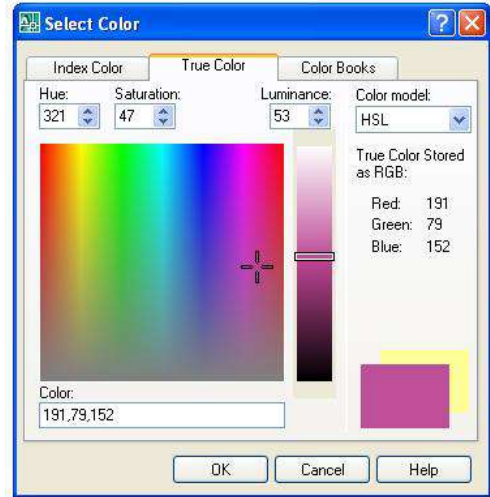 Select Color
Index Color True Color Color Books
Hue: Saturation: Luminance: Color model:
321 47 53 HSL
True Color Stored
as RGB:
Red: 191
Green: 79
Blue: 152
Color:
191,79,152
OK Cancel Help